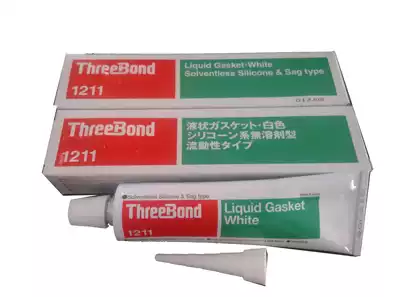 ThreeBond
1211
Liquid Gasket·White
Solventless Silicone & Sag type
ThreeBond
1211
液状ガスケット・白色
シリコーン系無溶剤型
流動性タイプ
Solventless Silicone & Sag type
ThreeBond
1211
Liquid Gasket
White